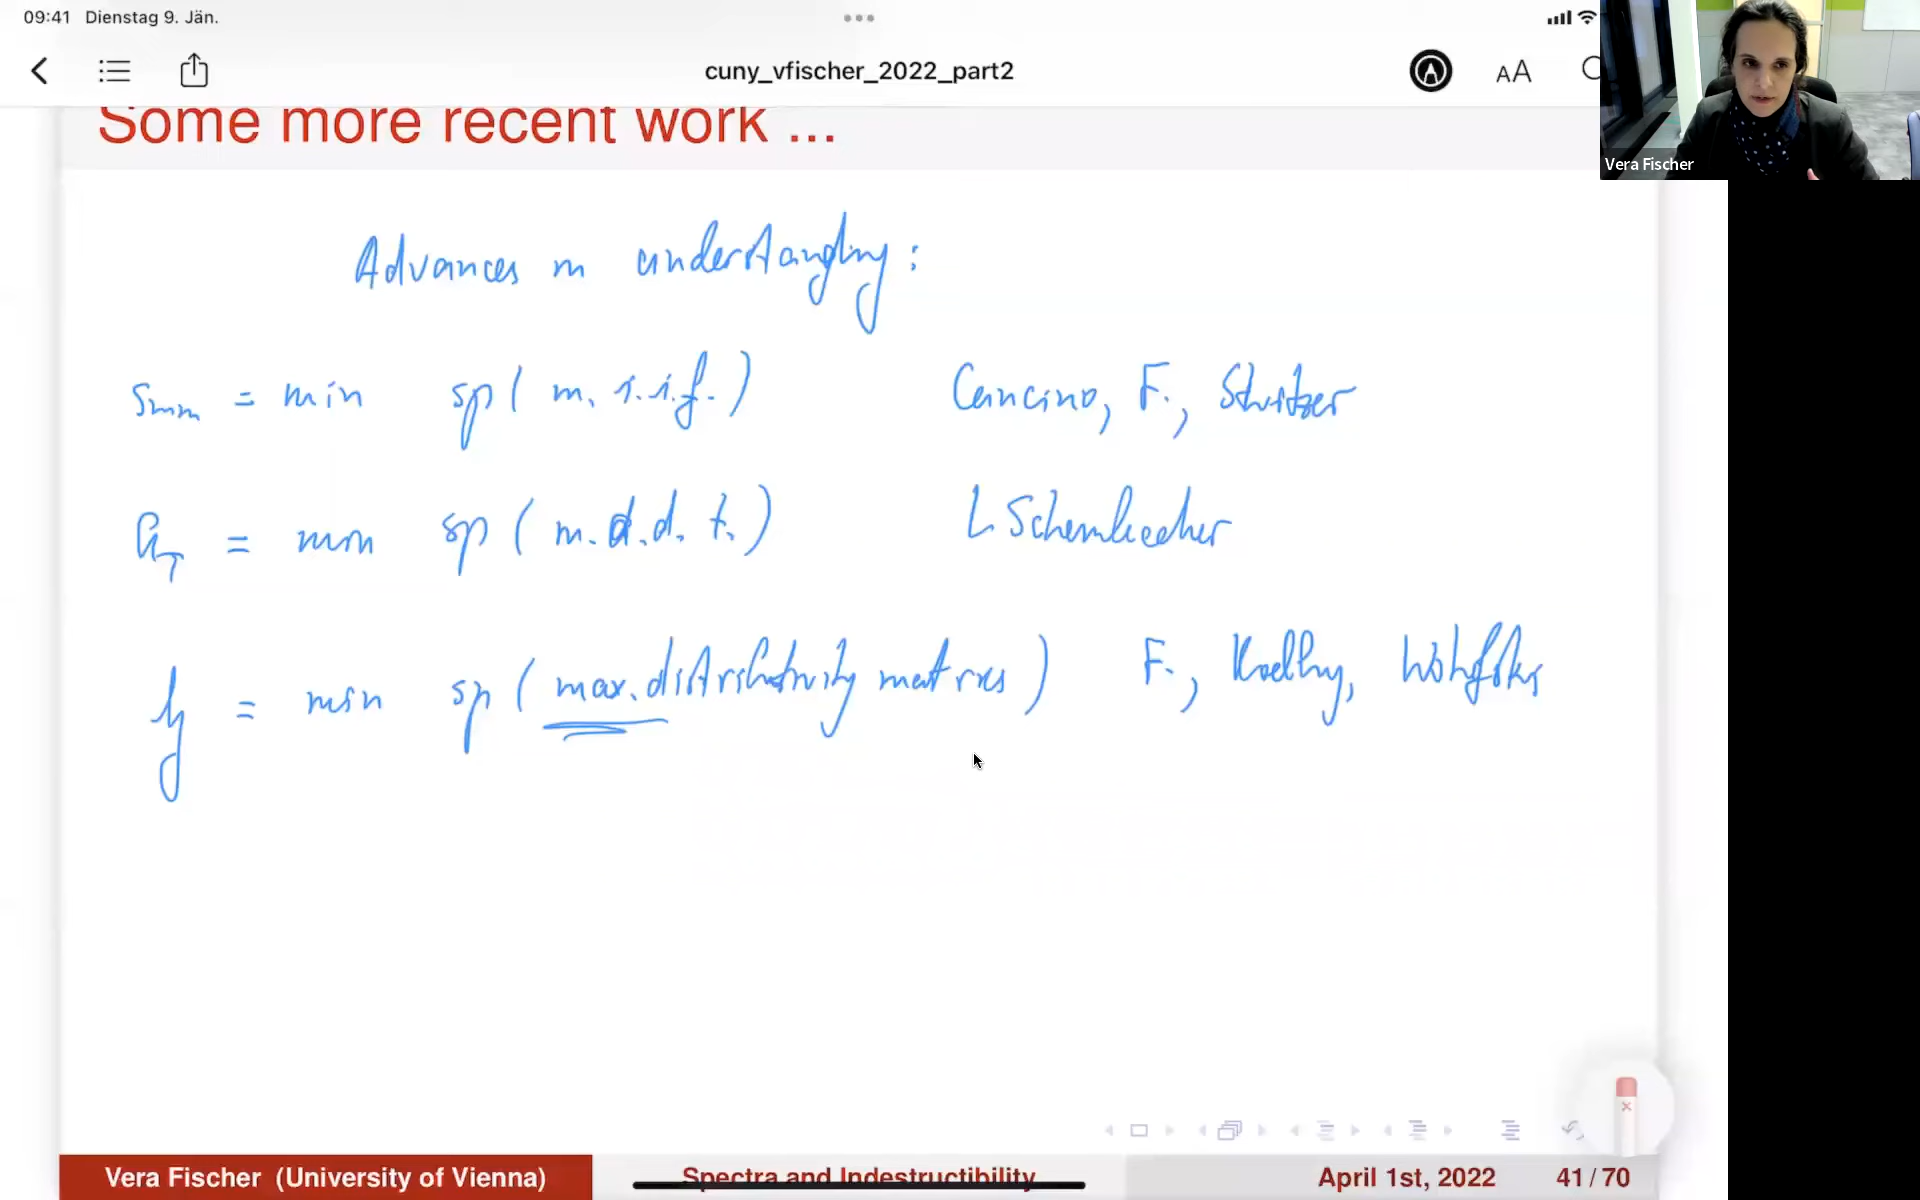 09:41 Dienstag 9. Jän.
cuny_vfischer_2022_part2
AA
Vera Fischer
Some more recent work ...
Advances in understanding:
smm = min sp( m. s.i.f. ) Cancino, F., Switzer
aT = min sp( m.a.d.t. ) L Schembecker
h = min sp( max. distributivity matrices ) F., Koelbing, Wohofsky
Vera Fischer (University of Vienna) Spectra and Indestructibility April 1st, 2022 41 / 70